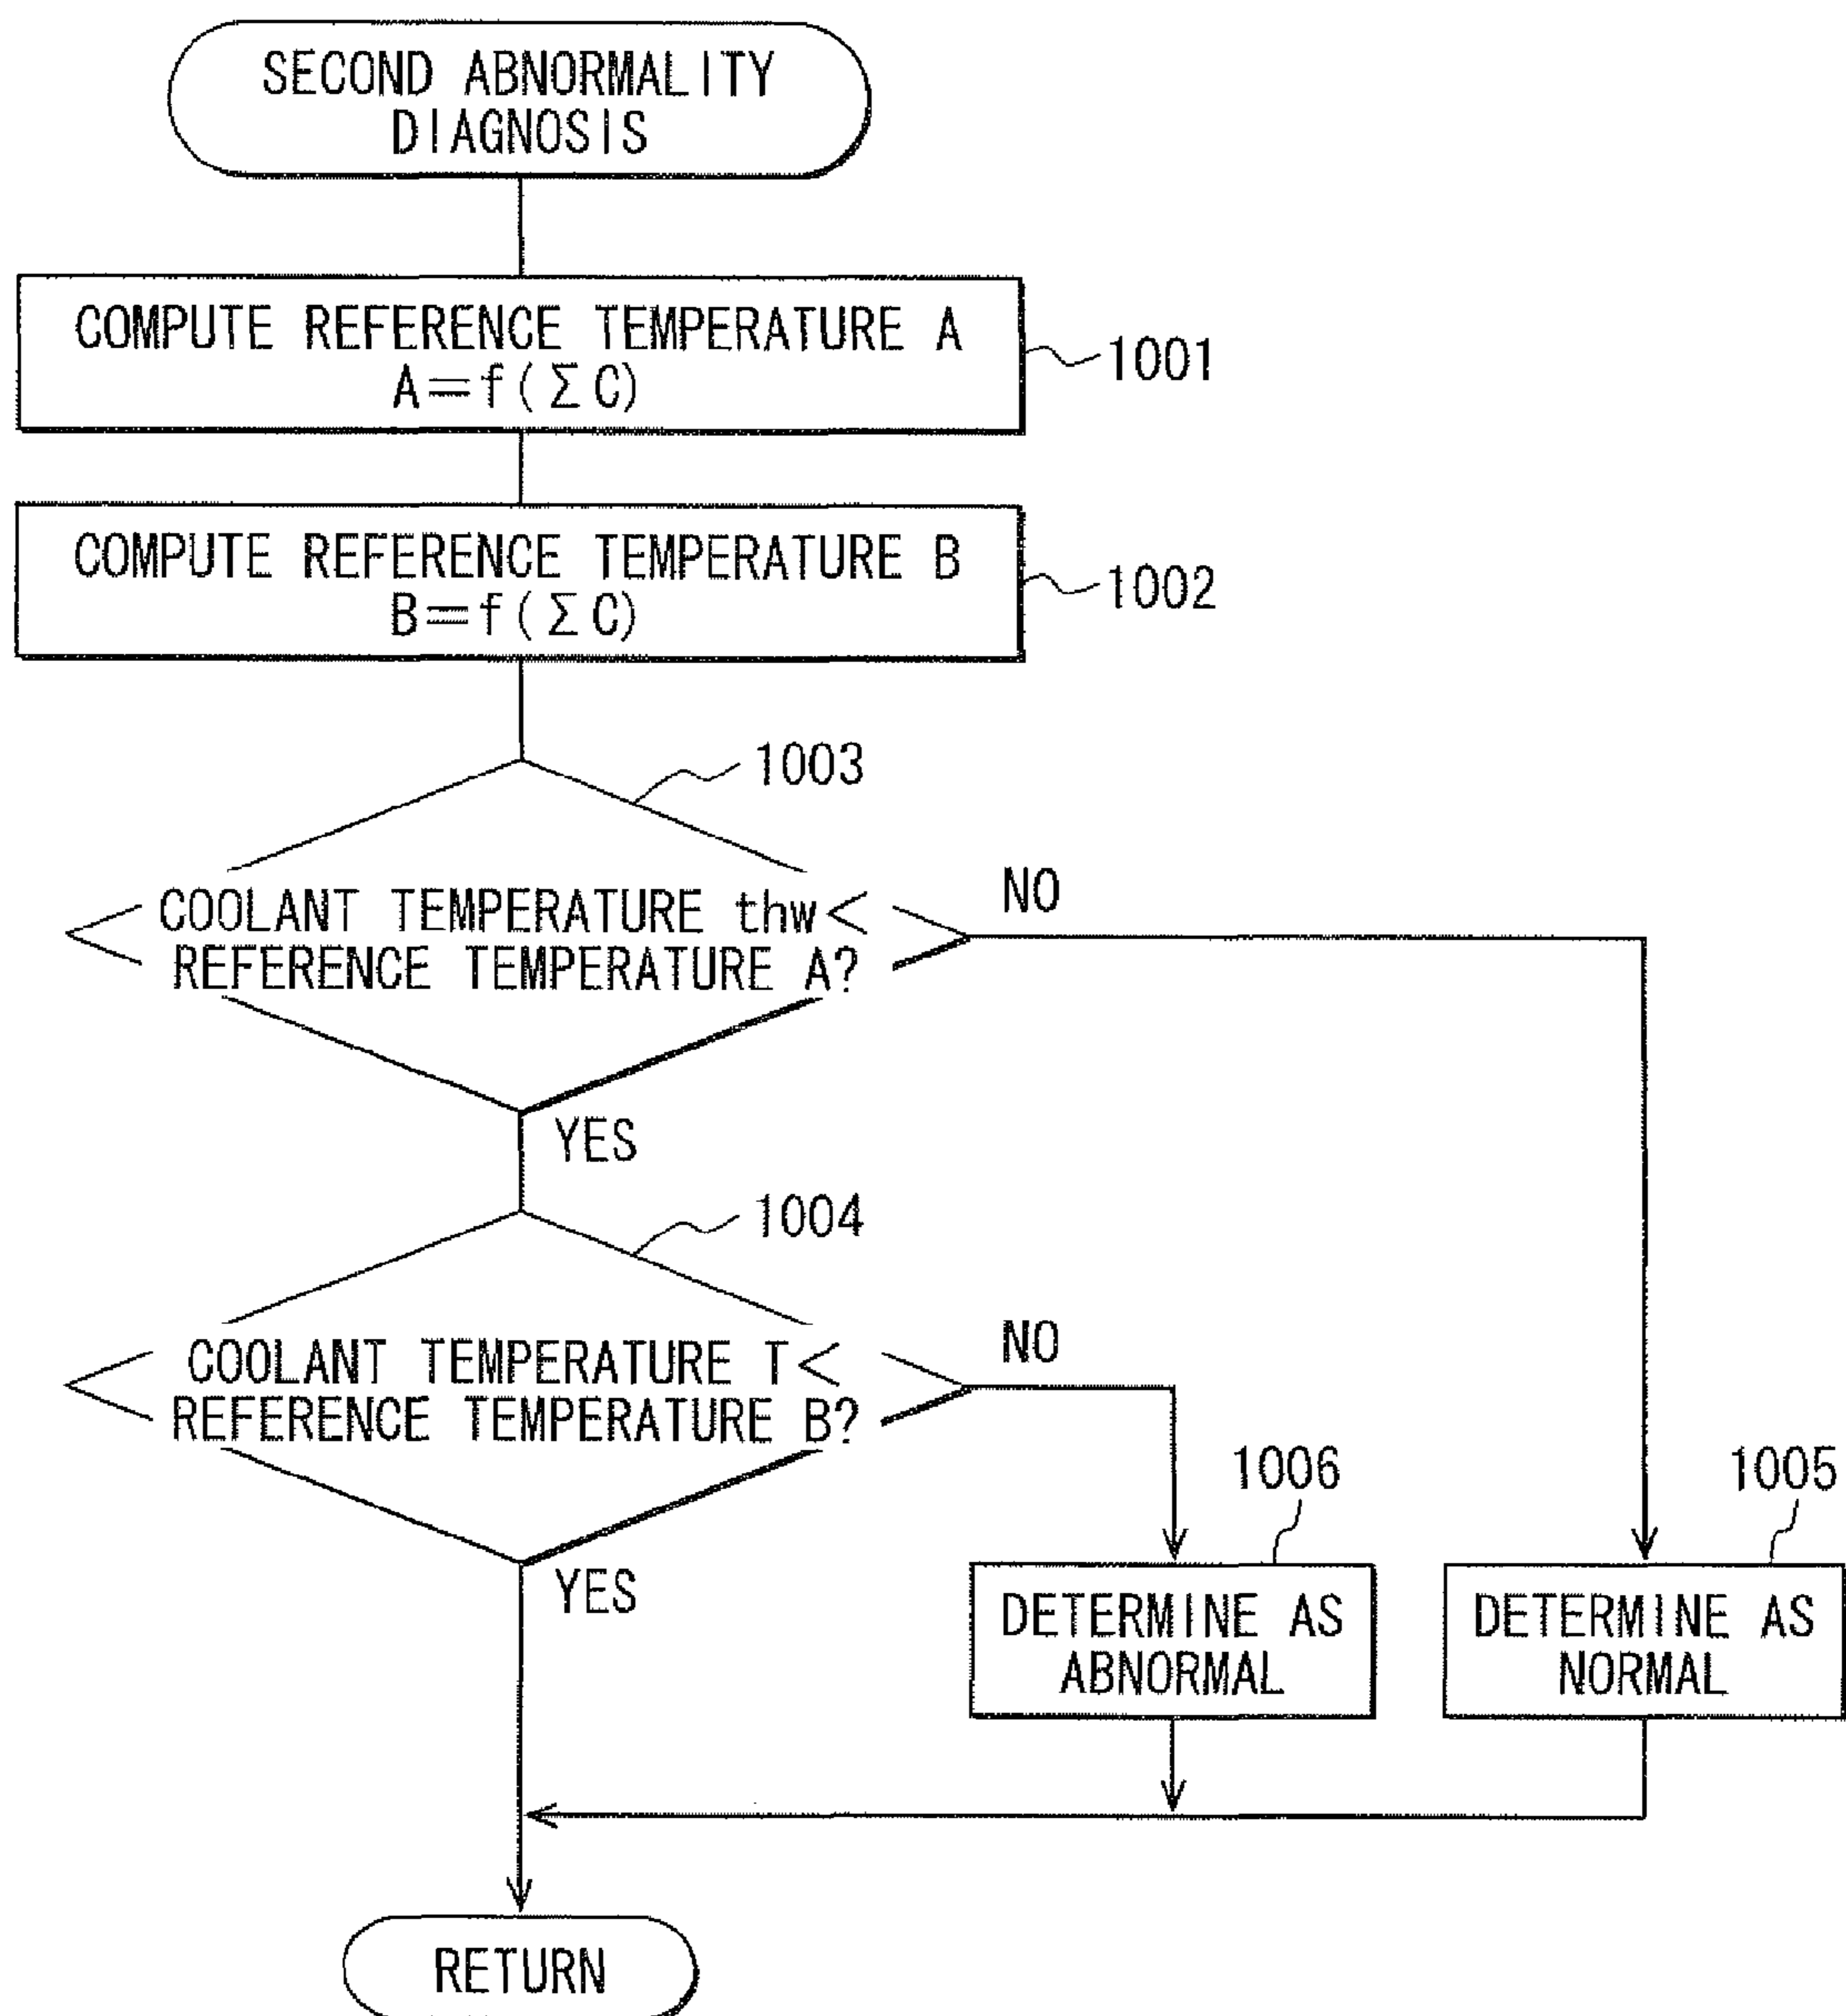 SECOND ABNORMALITY
DIAGNOSIS
COMPUTE REFERENCE TEMPERATURE A
A=f(ΣC)
1001
COMPUTE REFERENCE TEMPERATURE B
B=f(ΣC)
1002
1003
COOLANT TEMPERATURE thw<
REFERENCE TEMPERATURE A?
NO
YES
1004
COOLANT TEMPERATURE T<
REFERENCE TEMPERATURE B?
NO
YES
1006
DETERMINE AS
ABNORMAL
1005
DETERMINE AS
NORMAL
RETURN